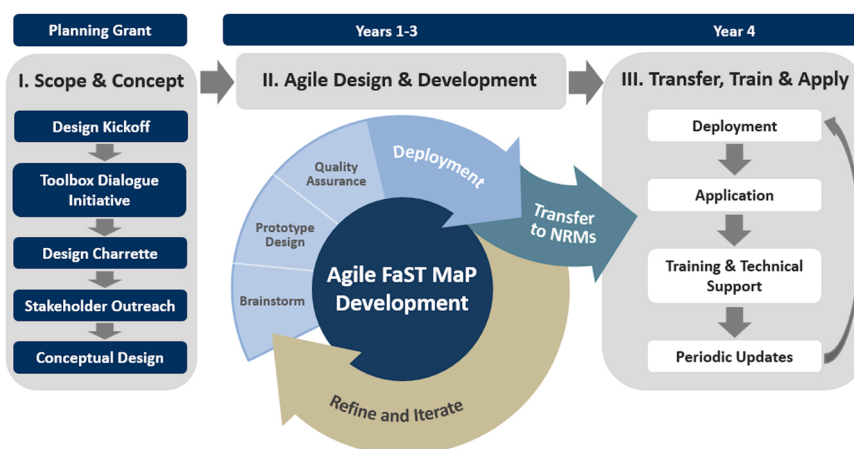 Planning Grant
Years 1-3
Year 4
I. Scope & Concept
II. Agile Design & Development
III. Transfer, Train & Apply
Design Kickoff
Toolbox Dialogue
Initiative
Design Charrette
Stakeholder Outreach
Conceptual Design
Brainstorm
Prototype
Design
Quality
Assurance
Deployment
Transfer
to NRMs
Agile FaST MaP
Development
Refine and Iterate
Deployment
Application
Training & Technical
Support
Periodic Updates